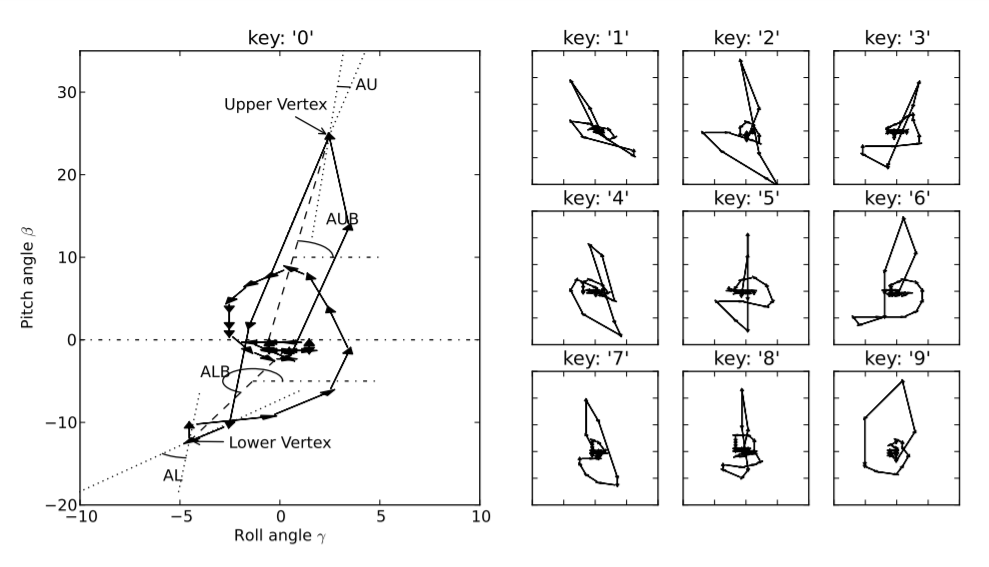 key: '0'
AU
Upper Vertex
AUB
ALB
Lower Vertex
AL
30
20
10
0
−10
−20
−10
−5
0
5
10
Pitch angle β
Roll angle γ
key: '1'
key: '2'
key: '3'
key: '4'
key: '5'
key: '6'
key: '7'
key: '8'
key: '9'